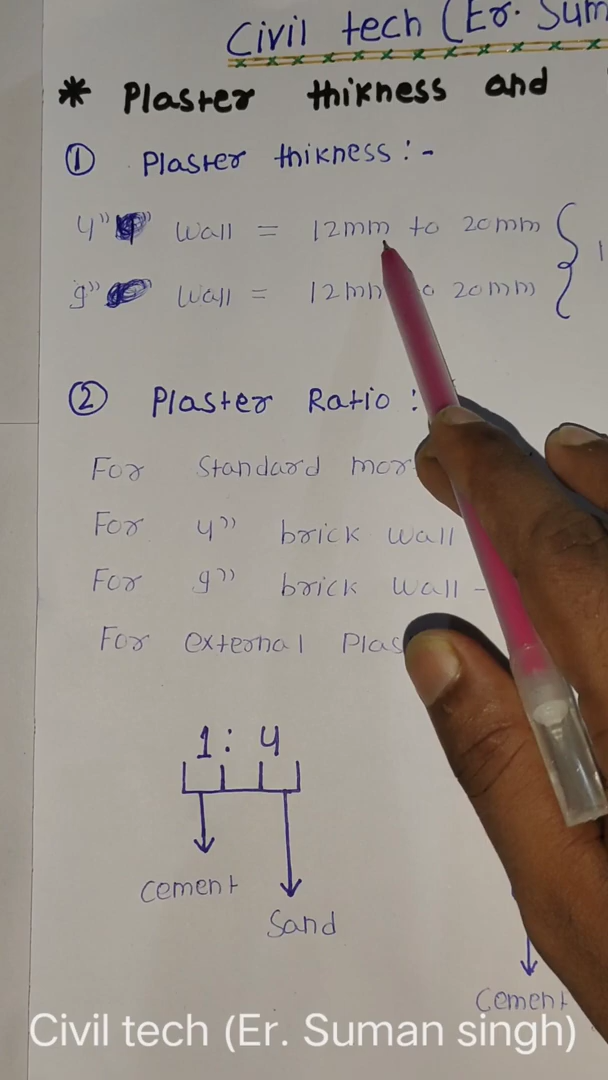 Civil tech (Er. Sum
* Plaster thikness and
① Plaster thikness :-
4" wall = 12mm to 20mm
9" wall = 12mm to 20mm
② Plaster Ratio :
For Standard mor
For 4" brick wall
For 9" brick wall -
For external Plas
1 : 4
cement
Sand
Cement
Civil tech (Er. Suman singh)